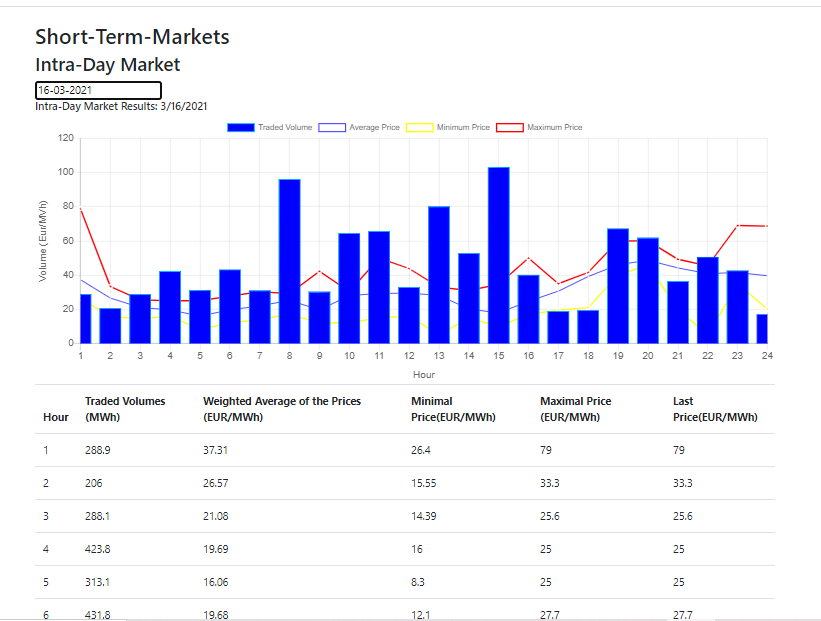 Short-Term-Markets
Intra-Day Market
16-03-2021
Intra-Day Market Results: 3/16/2021
Traded Volume Average Price Minimum Price Maximum Price
120
100
80
60
40
20
0
Volume (Eur/MVh)
1 2 3 4 5 6 7 8 9 10 11 12 13 14 15 16 17 18 19 20 21 22 23 24
Hour
Traded Volumes Weighted Average of the Prices Minimal Maximal Price Last
Hour (MWh) (EUR/MWh) Price(EUR/MWh) (EUR/MWh) Price(EUR/MWh)
1 288.9 37.31 26.4 79 79
2 206 26.57 15.55 33.3 33.3
3 288.1 21.08 14.39 25.6 25.6
4 423.8 19.69 16 25 25
5 313.1 16.06 8.3 25 25
6 431.8 19.68 12.1 27.7 27.7